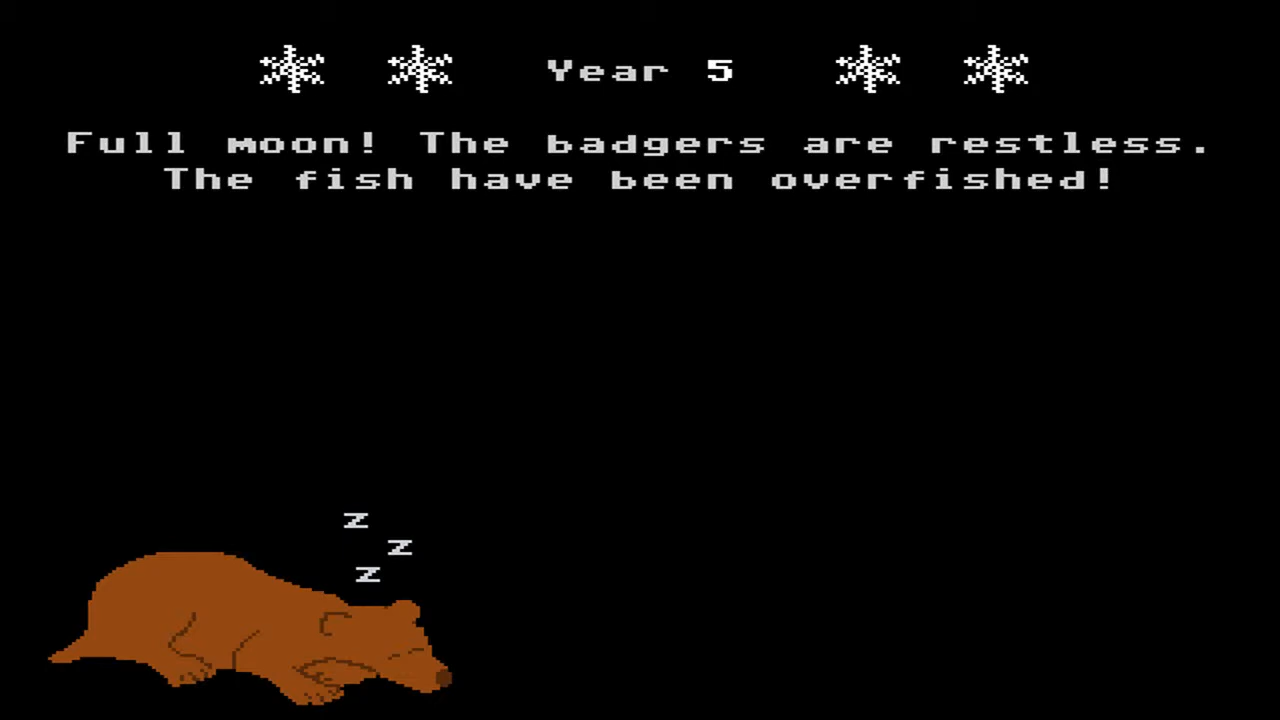 Year 5
Full moon! The badgers are restless.
The fish have been overfished!
z
z
z